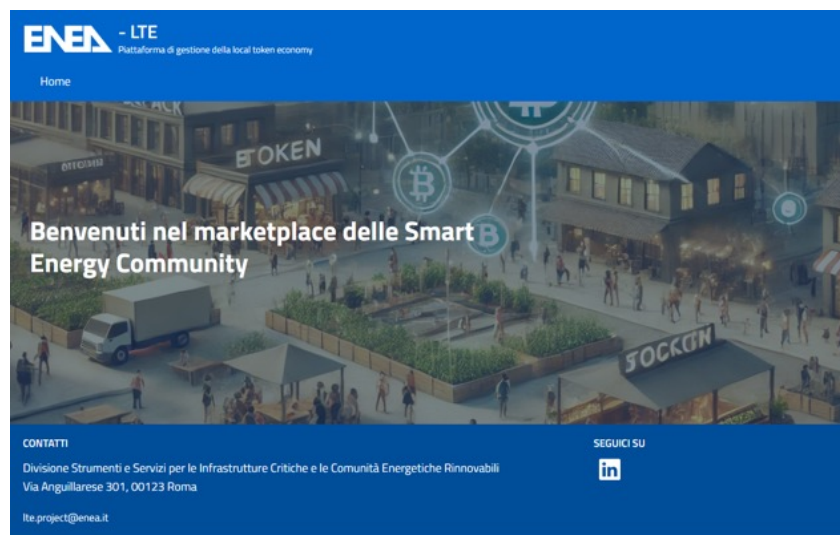 ENEA
- LTE
Piattaforma di gestione della local token economy
Home
TOKEN
Benvenuti nel marketplace delle Smart
Energy Community
CONTATTI
SEGUICI SU
Divisione Strumenti e Servizi per le Infrastrutture Critiche e le Comunità Energetiche Rinnovabili
in
Via Anguillarese 301, 00123 Roma
lte.project@enea.it